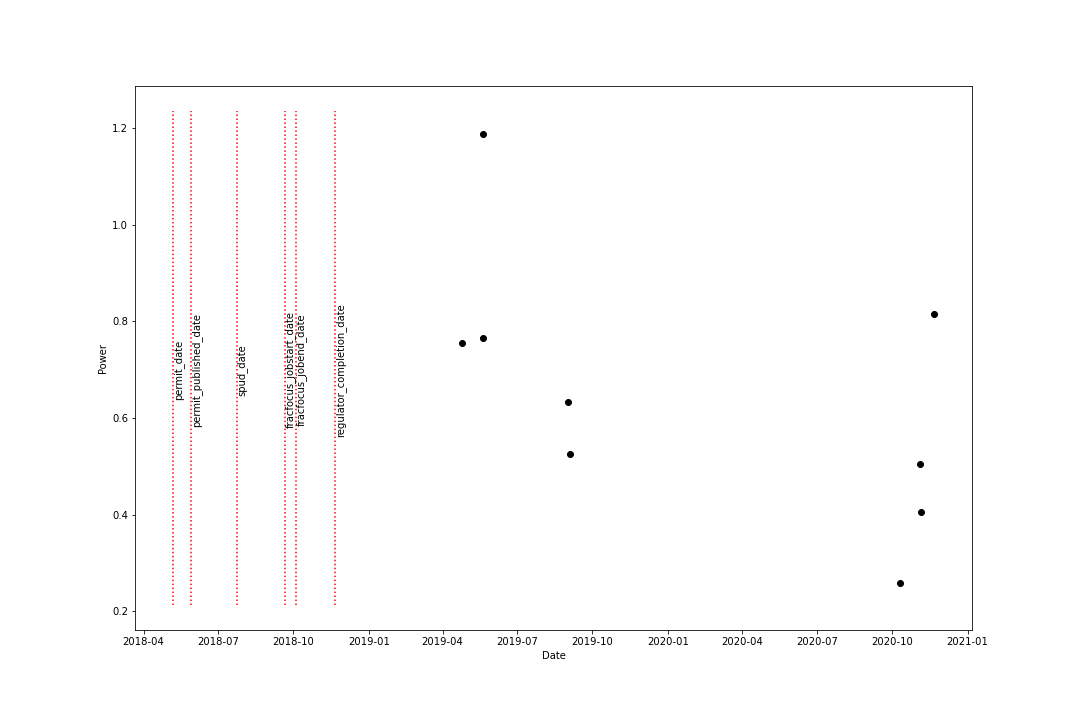 1.2
1.0
0.8
0.6
0.4
0.2
Power
permit_date
permit_published_date
spud_date
fracfocus_jobstart_date
fracfocus_jobend_date
regulator_completion_date
2018-04 2018-07 2018-10 2019-01 2019-04 2019-07 2019-10 2020-01 2020-04 2020-07 2020-10 2021-01
Date